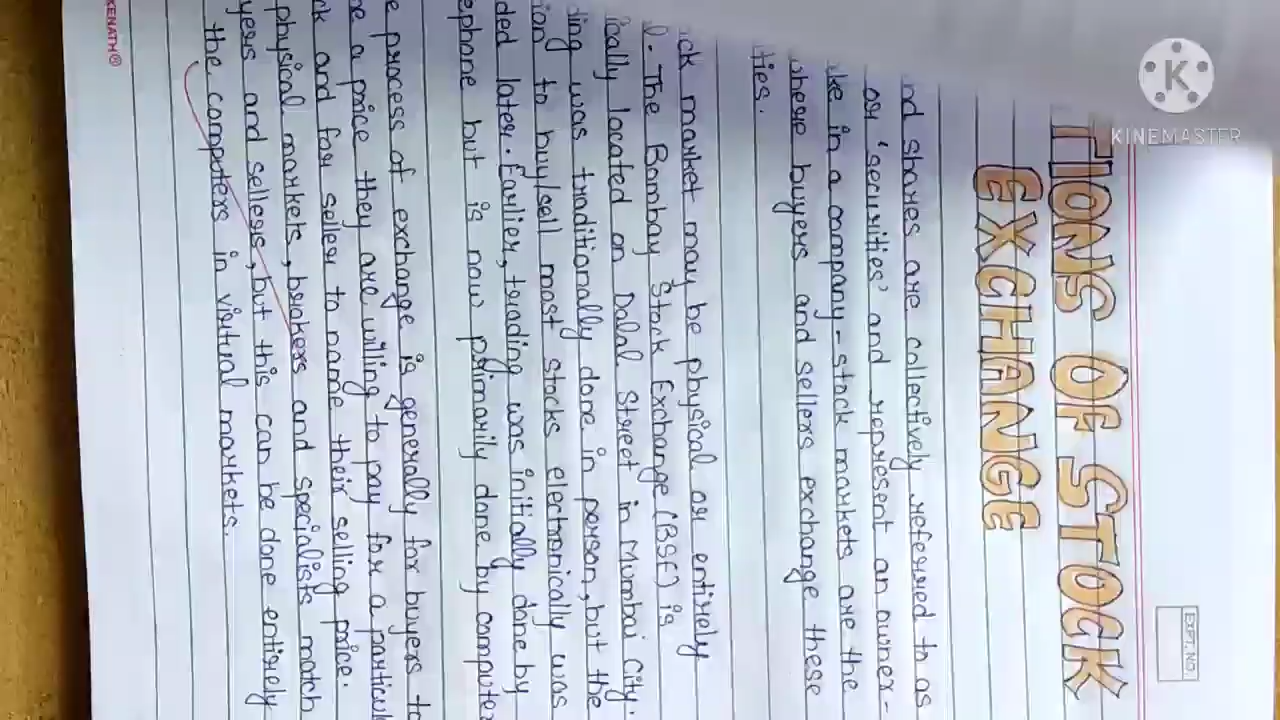 TIONS OF STOCK
EXCHANGE
EXPT. NO.
nd shares are collectively referred to as
or 'securities' and represent an owner-
ke in a company - stock markets are the
where buyers and sellers exchange these
ties.
ck market may be physical or entirely
l. The Bombay Stock Exchange (BSE) is
ically located on Dalal Street in Mumbai City.
ding was traditionally done in person, but the
ion to buy/sell most stocks electronically was
ded later. Earlier, trading was initially done by
ephone but is now primarily done by computer
e process of exchange is generally for buyers to
e a price they are willing to pay for a particul
ck and for seller to name their selling price.
physical markets, brokers and specialists match
yers and sellers, but this can be done entirely
the computers in virtual markets.
KENATH®
K
KINEMASTER